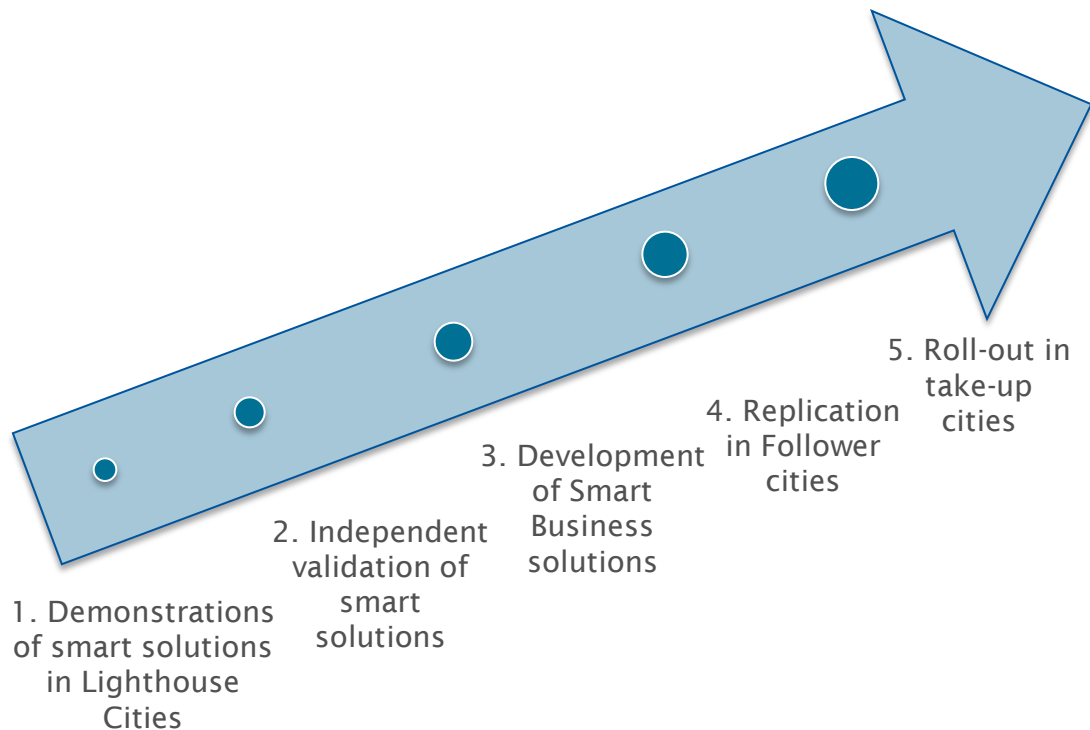 1. Demonstrations
of smart solutions
in Lighthouse
Cities
2. Independent
validation of
smart
solutions
3. Development
of Smart
Business
solutions
4. Replication
in Follower
cities
5. Roll-out in
take-up
cities